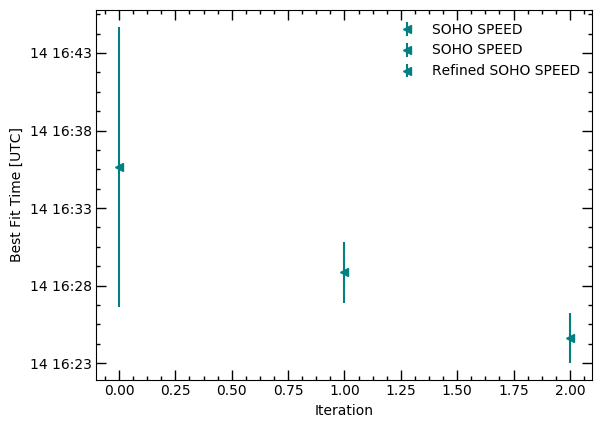 SOHO SPEED
SOHO SPEED
Refined SOHO SPEED
14 16:43
14 16:38
14 16:33
14 16:28
14 16:23
Best Fit Time [UTC]
0.00 0.25 0.50 0.75 1.00 1.25 1.50 1.75 2.00
Iteration